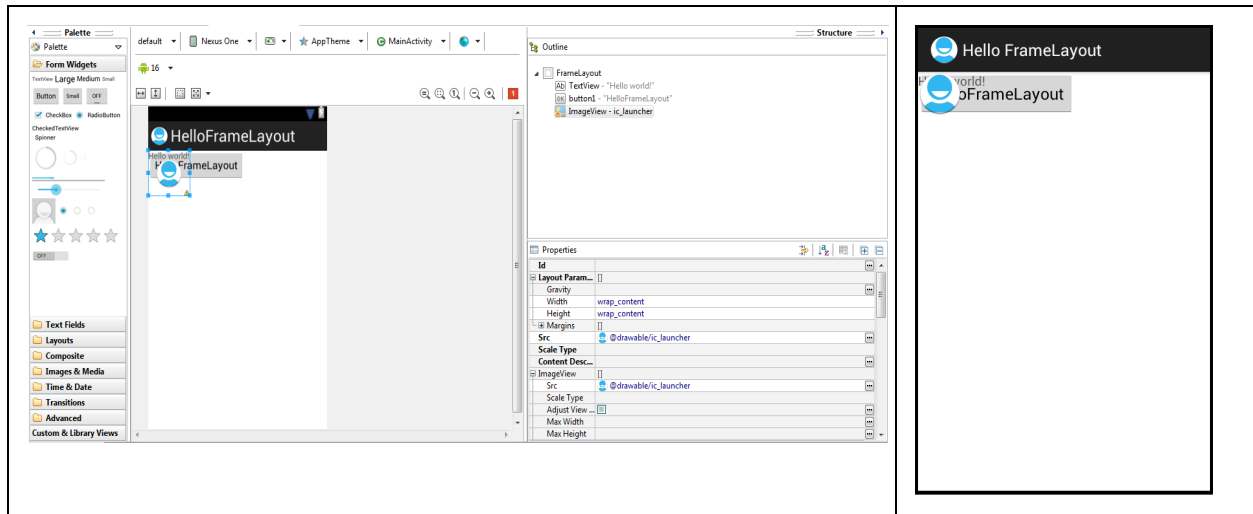 Palette
Palette
Form Widgets
TextView Large Medium Small
Button Small OFF
CheckBox RadioButton
CheckedTextView
Spinner
OFF
Text Fields
Layouts
Composite
Images & Media
Time & Date
Transitions
Advanced
Custom & Library Views
default Nexus One AppTheme MainActivity
16
1
HelloFrameLayout
Hello world!
FrameLayout
Structure
Outline
FrameLayout
Ab TextView - "Hello world!"
OK button1 - "HelloFrameLayout"
ImageView - ic_launcher
Properties
Id
Layout Param... []
Gravity
Width wrap_content
Height wrap_content
Margins []
Src @drawable/ic_launcher
Scale Type
Content Desc...
ImageView []
Src @drawable/ic_launcher
Scale Type
Adjust View ...
Max Width
Max Height
Hello FrameLayout
world!
oFrameLayout